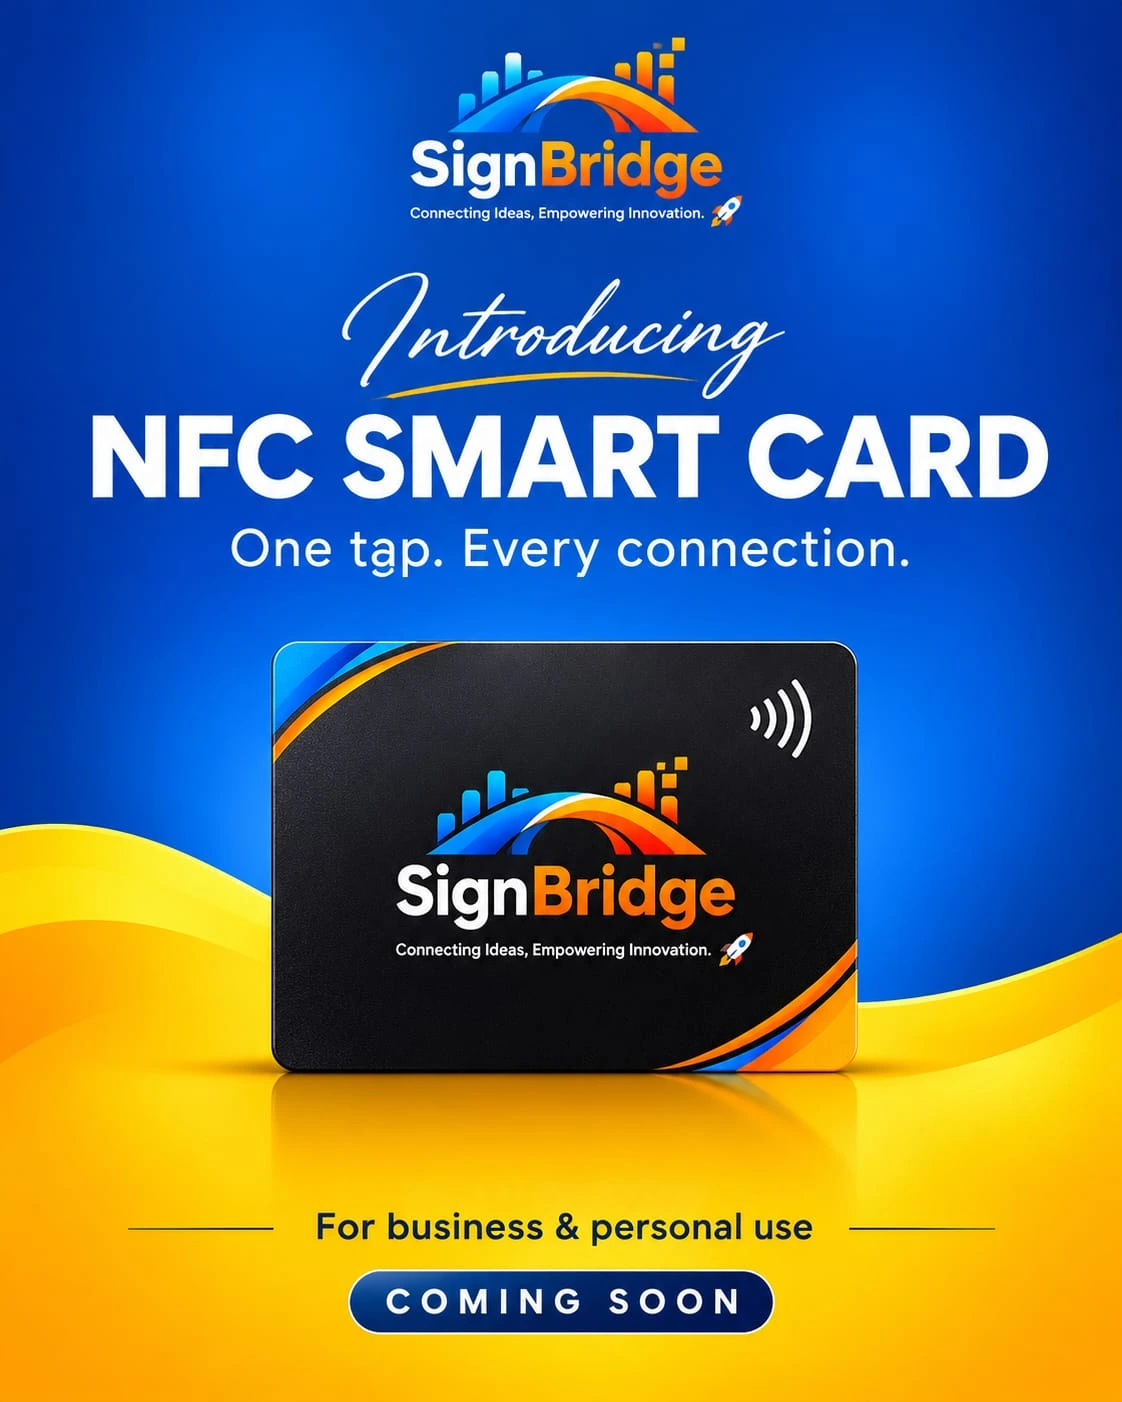 SignBridge
Connecting Ideas, Empowering Innovation.
Introducing
NFC SMART CARD
One tap. Every connection.
SignBridge
Connecting Ideas, Empowering Innovation.
For business & personal use
COMING SOON